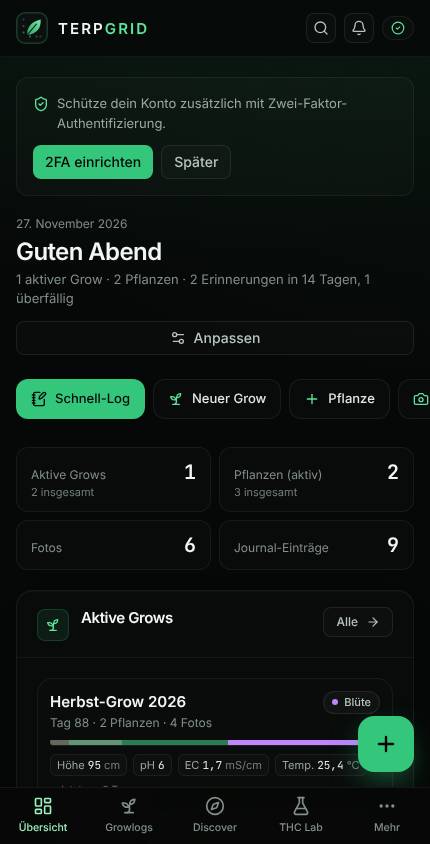 TERPGRID
Schütze dein Konto zusätzlich mit Zwei-Faktor-
Authentifizierung.
2FA einrichten
Später
27. November 2026
Guten Abend
1 aktiver Grow · 2 Pflanzen · 2 Erinnerungen in 14 Tagen, 1
überfällig
Anpassen
Schnell-Log
Neuer Grow
Pflanze
Aktive Grows
1
2 insgesamt
Pflanzen (aktiv)
2
3 insgesamt
Fotos
6
Journal-Einträge
9
Aktive Grows
Alle
Herbst-Grow 2026
Blüte
Tag 88 · 2 Pflanzen · 4 Fotos
Höhe 95 cm
pH 6
EC 1,7 mS/cm
Temp. 25,4 °C
Übersicht
Growlogs
Discover
THC Lab
Mehr